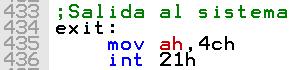 433 ;Salida al sistema
434 exit:
435 mov ah,4ch
436 int 21h